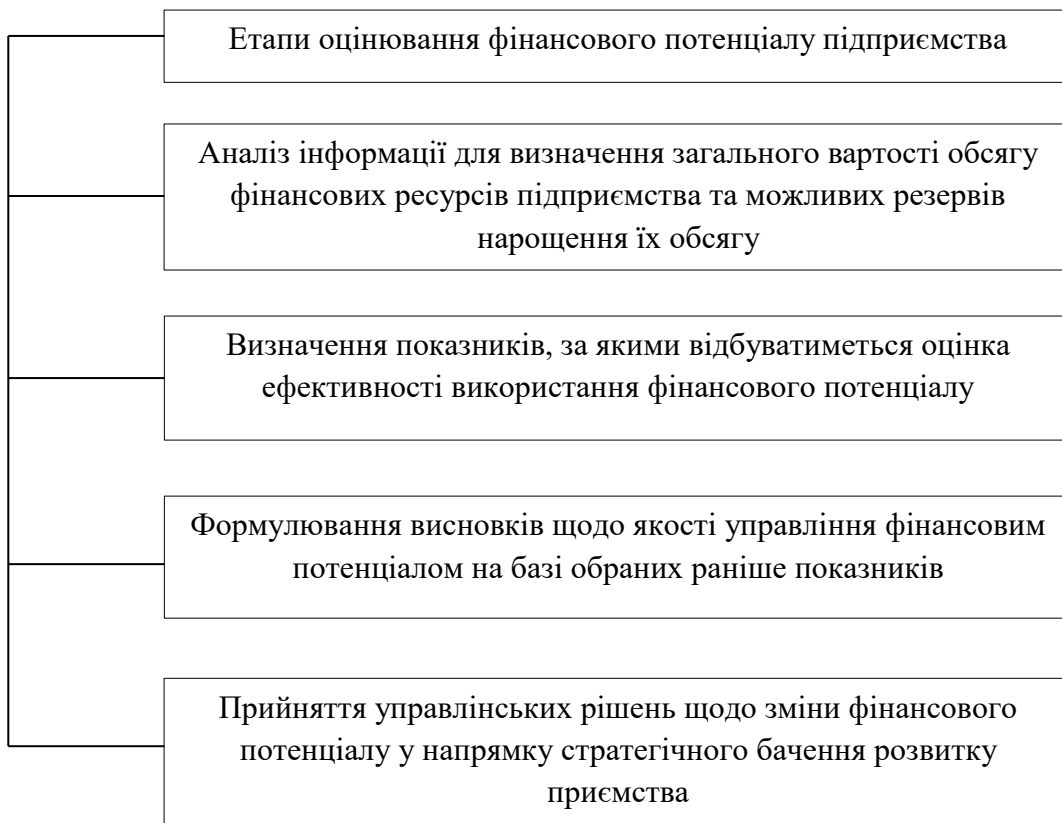 Етапи оцінювання фінансового потенціалу підприємства
Аналіз інформації для визначення загального вартості обсягу
фінансових ресурсів підприємства та можливих резервів
нарощення їх обсягу
Визначення показників, за якими відбуватиметься оцінка
ефективності використання фінансового потенціалу
Формулювання висновків щодо якості управління фінансовим
потенціалом на базі обраних раніше показників
Прийняття управлінських рішень щодо зміни фінансового
потенціалу у напрямку стратегічного бачення розвитку
приємства